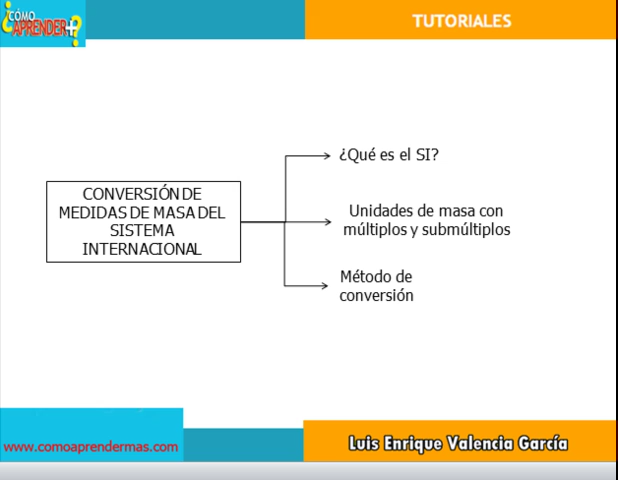 ¿CÓMO
APRENDER+?
TUTORIALES
CONVERSIÓN DE
MEDIDAS DE MASA DEL
SISTEMA
INTERNACIONAL
¿Qué es el SI?
Unidades de masa con
múltiplos y submúltiplos
Método de
conversión
www.comoaprendermas.com
Luis Enrique Valencia García